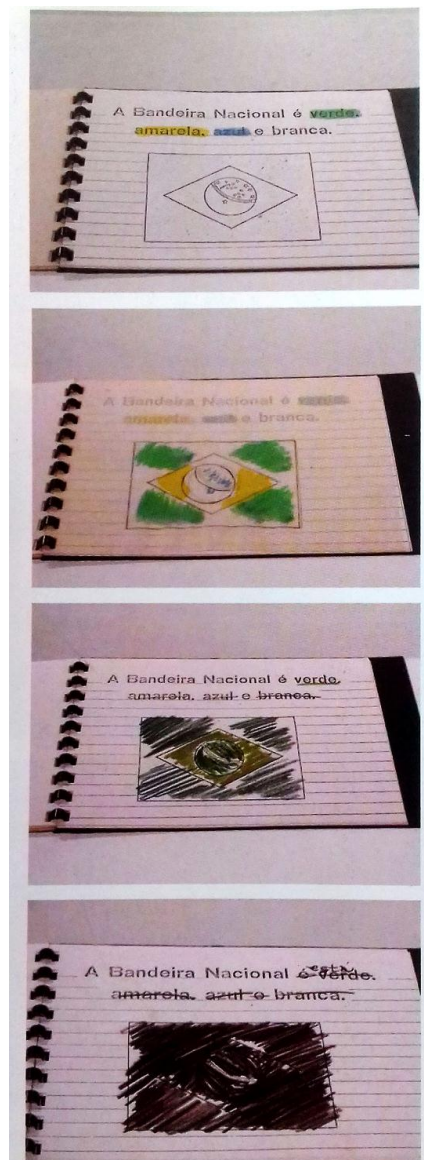 A Bandeira Nacional é verde,
amarela, azul e branca.
A Bandeira Nacional é verde,
amarela, azul e branca.
A Bandeira Nacional é verde,
amarela, azul e branca.
A Bandeira Nacional é verde.
está
amarela, azul e branca.